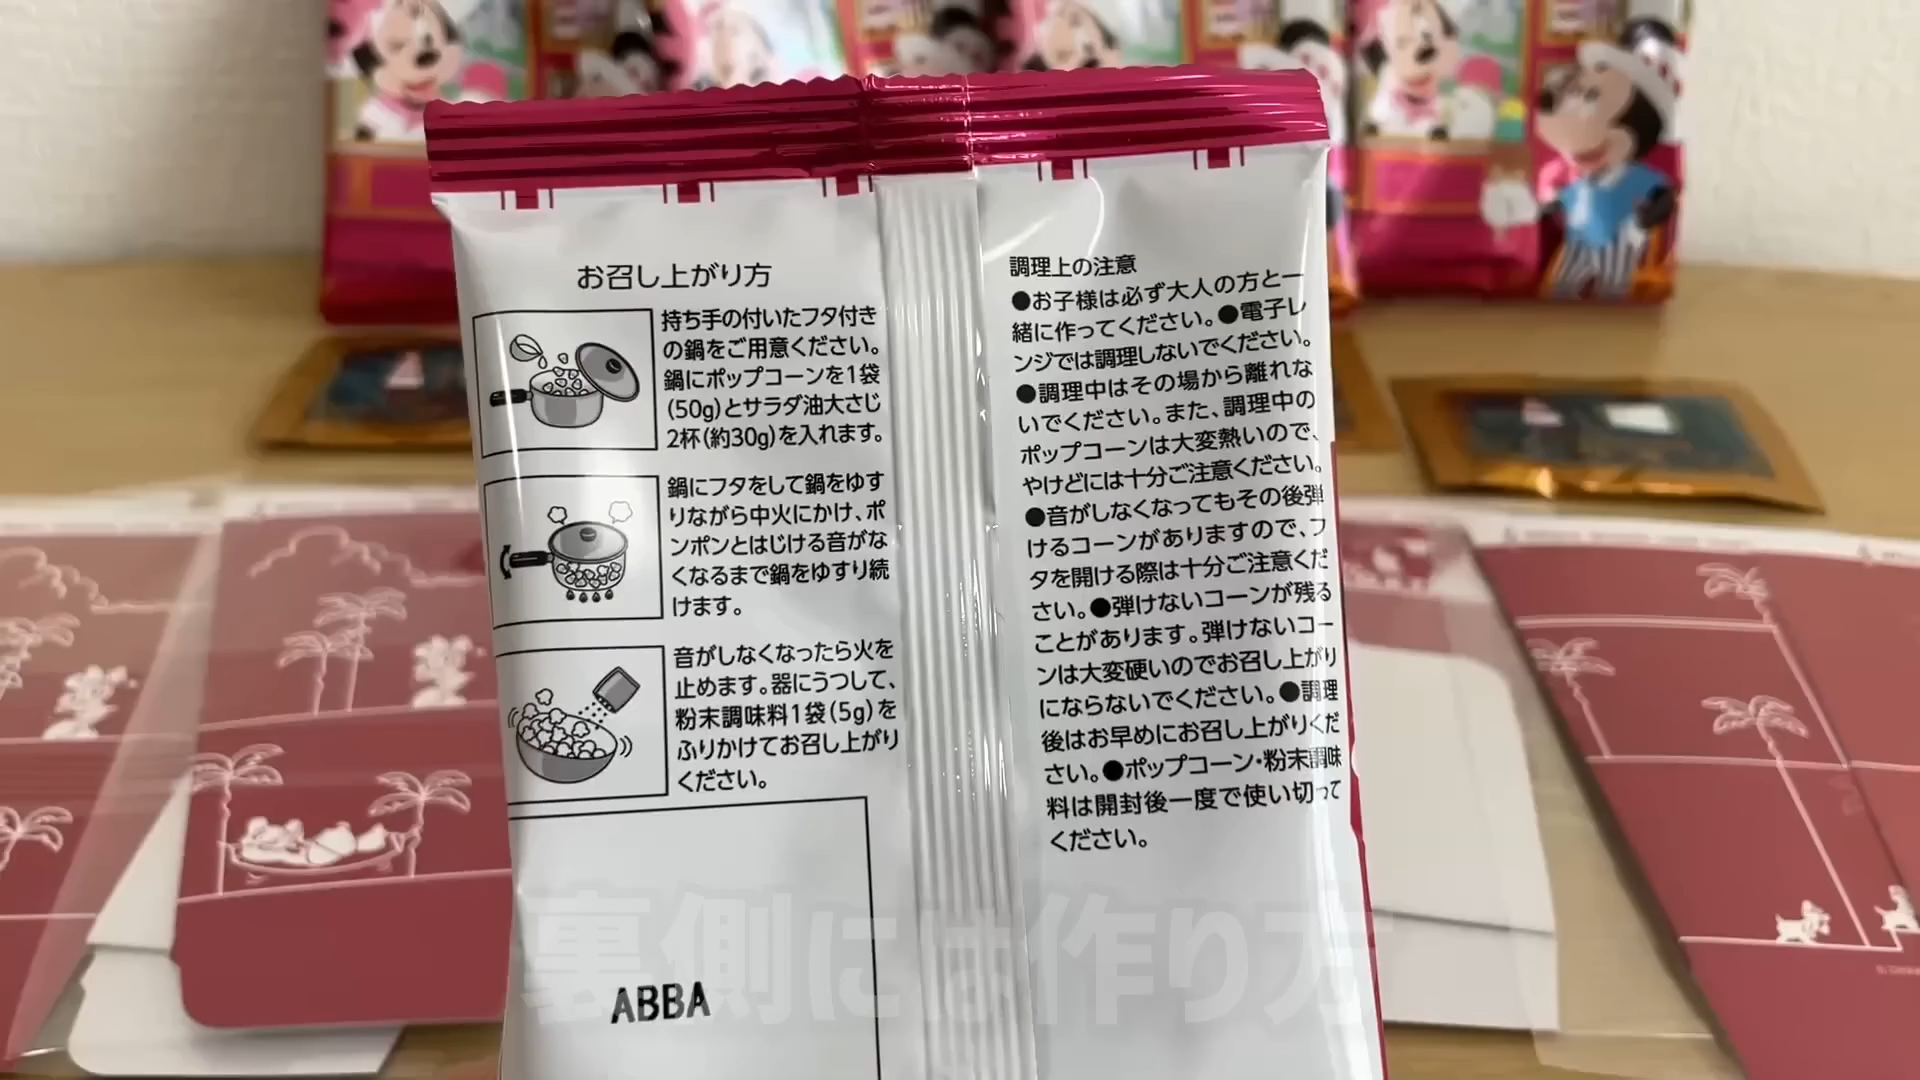 お召し上がり方
持ち手の付いたフタ付き
の鍋をご用意ください。
鍋にポップコーンを1袋
(50g)とサラダ油大さじ
2杯(約30g)を入れます。
鍋にフタをして鍋をゆす
りながら中火にかけ、ポ
ンポンとはじける音がな
くなるまで鍋をゆすり続
けます。
音がしなくなったら火を
止めます。器にうつして、
粉末調味料1袋(5g)を
ふりかけてお召し上がり
ください。
ABBA
調理上の注意
●お子様は必ず大人の方と一
緒に作ってください。●電子レ
ンジでは調理しないでください。
●調理中はその場から離れな
いでください。また、調理中の
ポップコーンは大変熱いので、
やけどには十分ご注意ください。
●音がしなくなってもその後弾
けるコーンがありますので、フ
タを開ける際は十分ご注意くだ
さい。●弾けないコーンが残る
ことがあります。弾けないコー
ンは大変硬いのでお召し上がり
にならないでください。●調理
後はお早めにお召し上がりくだ
さい。●ポップコーン・粉末調味
料は開封後一度で使い切って
ください。
裏側には作り方